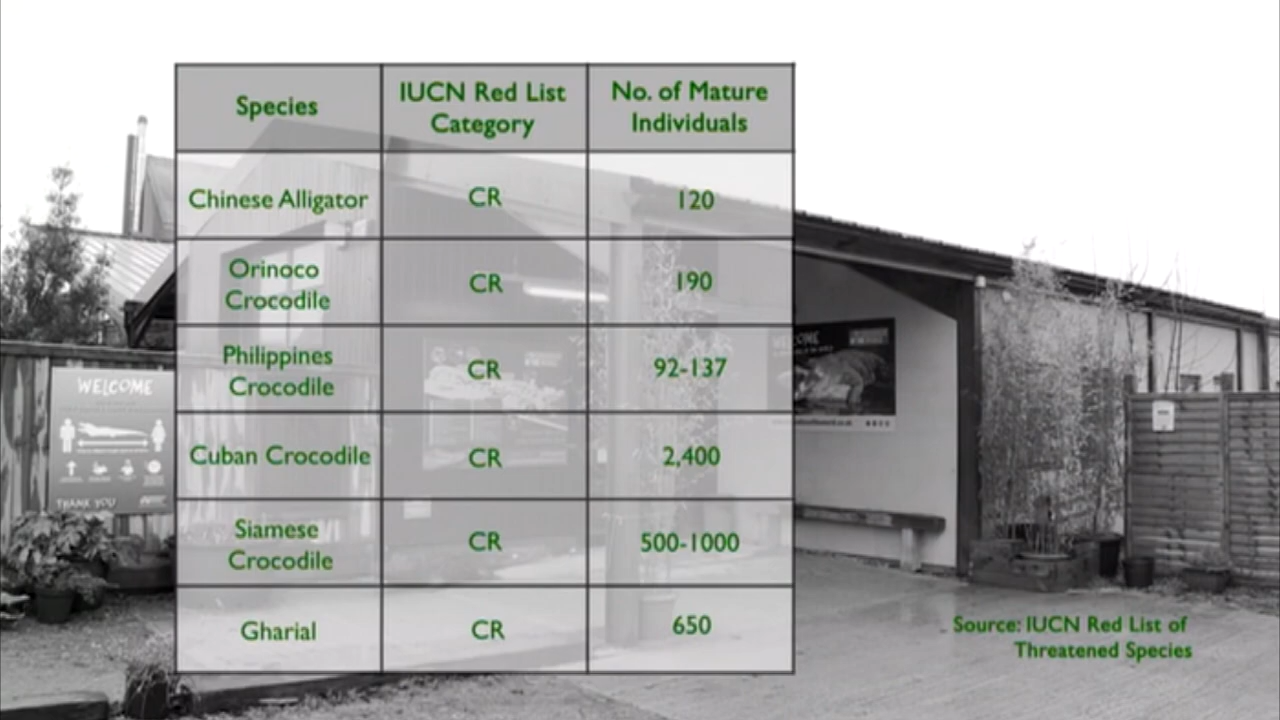 Species
IUCN Red List
Category
No. of Mature
Individuals
Chinese Alligator
CR
120
Orinoco
Crocodile
CR
190
Philippines
Crocodile
CR
92-137
Cuban Crocodile
CR
2,400
Siamese
Crocodile
CR
500-1000
Gharial
CR
650
Source: IUCN Red List of
Threatened Species
WELCOME
THANK YOU
WELCOME